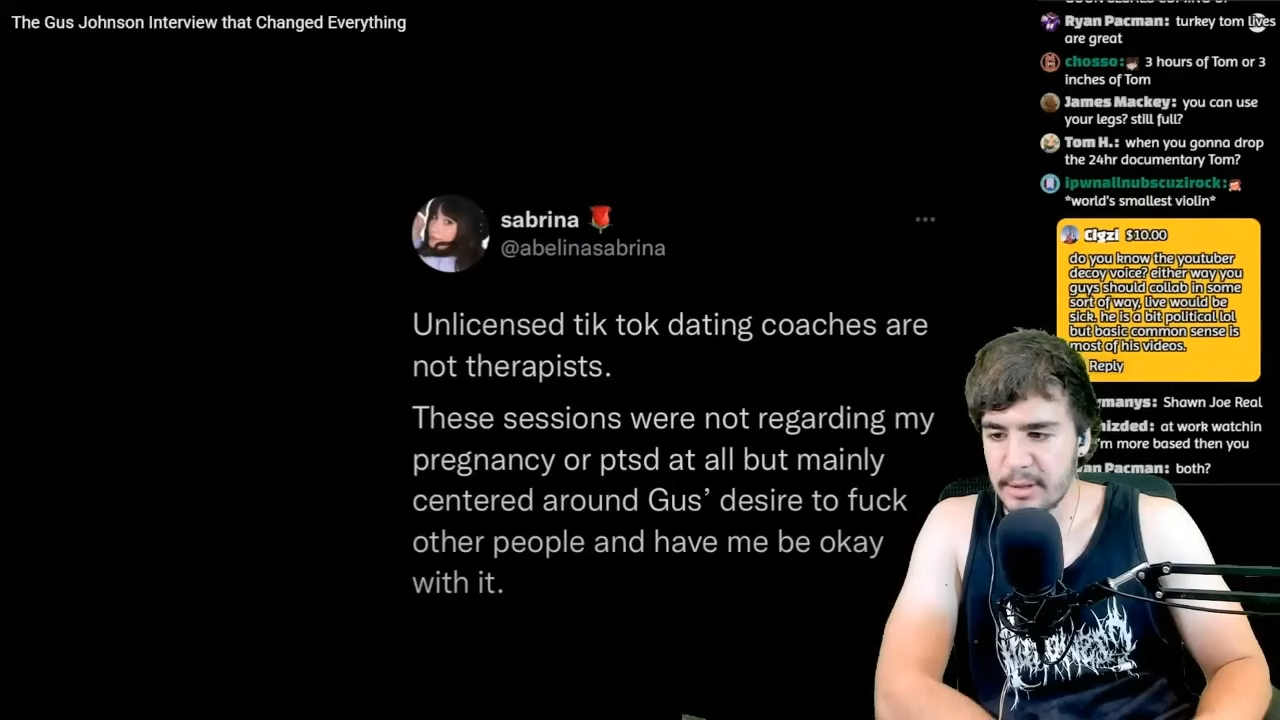 The Gus Johnson Interview that Changed Everything
sabrina 🌹
@abelinasabrina
Unlicensed tik tok dating coaches are
not therapists.
These sessions were not regarding my
pregnancy or ptsd at all but mainly
centered around Gus’ desire to fuck
other people and have me be okay
with it.
Ryan Pacman: turkey tom lives
are great
chosso: 3 hours of Tom or 3
inches of Tom
James Mackey: you can use
your legs? still full?
Tom H.: when you gonna drop
the 24hr documentary Tom?
ipwnallnubscuzirock:
*world's smallest violin*
Cigzi $10.00
do you know the youtuber
decoy voice? either way you
guys should collab in some
sort of way, live would be
sick. he is a bit political lol
but basic common sense is
most of his videos.
Reply
Shawn Joe Real
at work watchin
more based then you
Pacman: both?